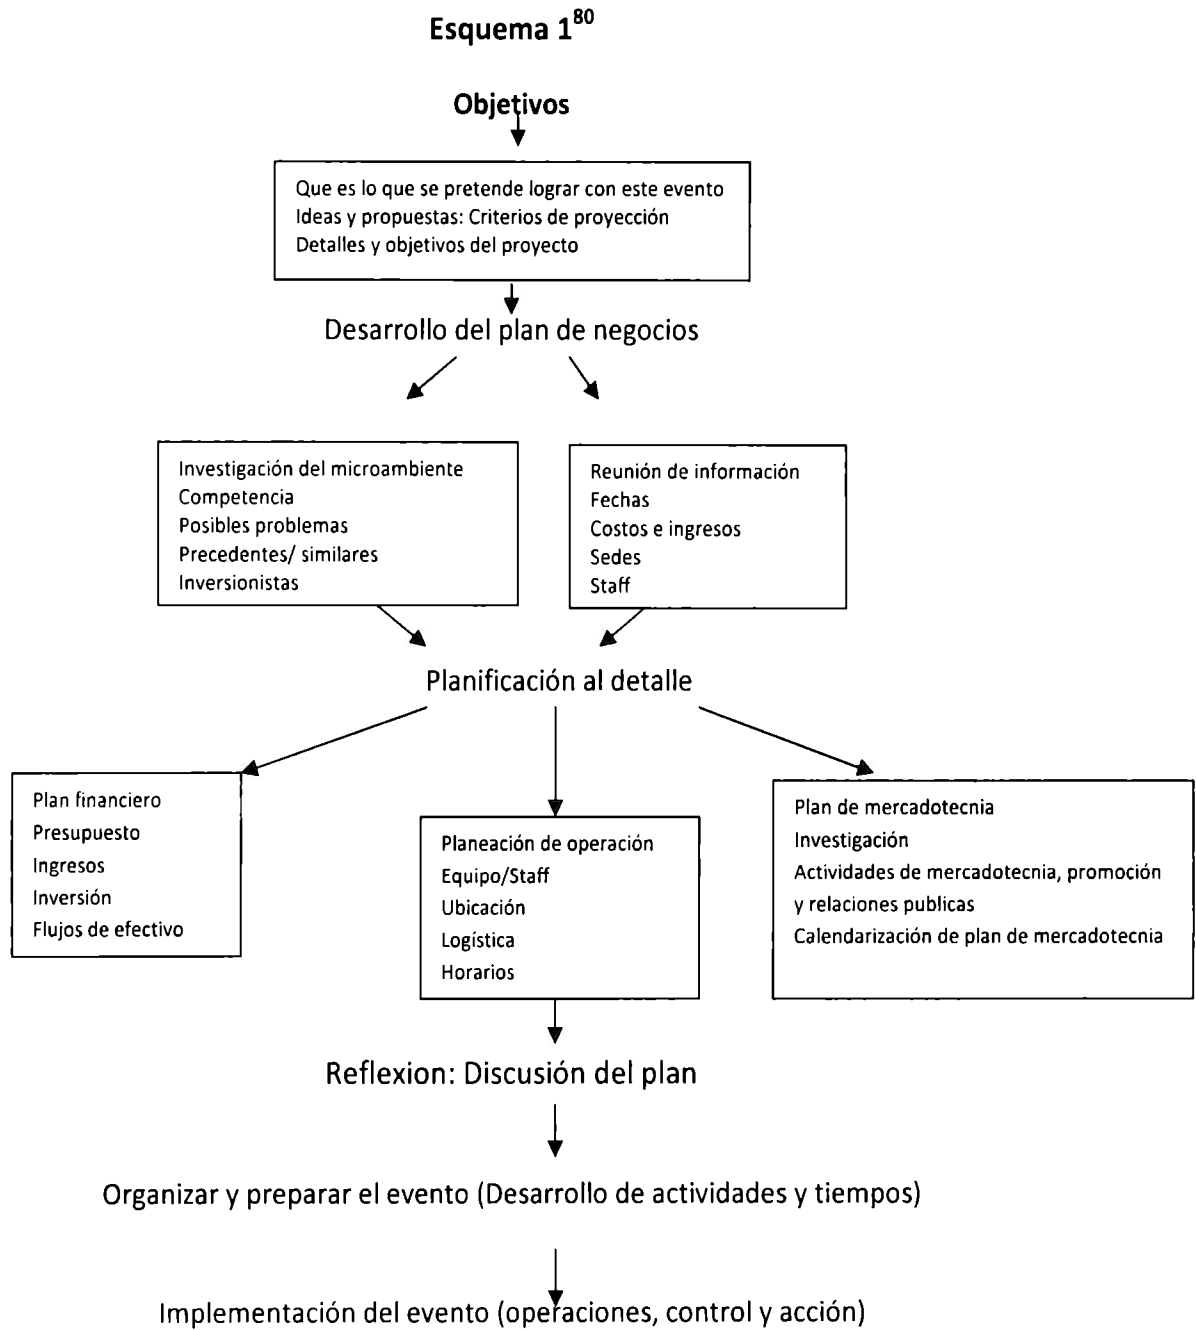 Esquema 1⁸⁰
Objetivos
Que es lo que se pretende lograr con este evento
Ideas y propuestas: Criterios de proyección
Detalles y objetivos del proyecto
Desarrollo del plan de negocios
Investigación del microambiente
Competencia
Posibles problemas
Precedentes/ similares
Inversionistas
Reunión de información
Fechas
Costos e ingresos
Sedes
Staff
Planificación al detalle
Plan financiero
Presupuesto
Ingresos
Inversión
Flujos de efectivo
Planeación de operación
Equipo/Staff
Ubicación
Logística
Horarios
Plan de mercadotecnia
Investigación
Actividades de mercadotecnia, promoción
y relaciones publicas
Calendarización de plan de mercadotecnia
Reflexion: Discusión del plan
Organizar y preparar el evento (Desarrollo de actividades y tiempos)
Implementación del evento (operaciones, control y acción)